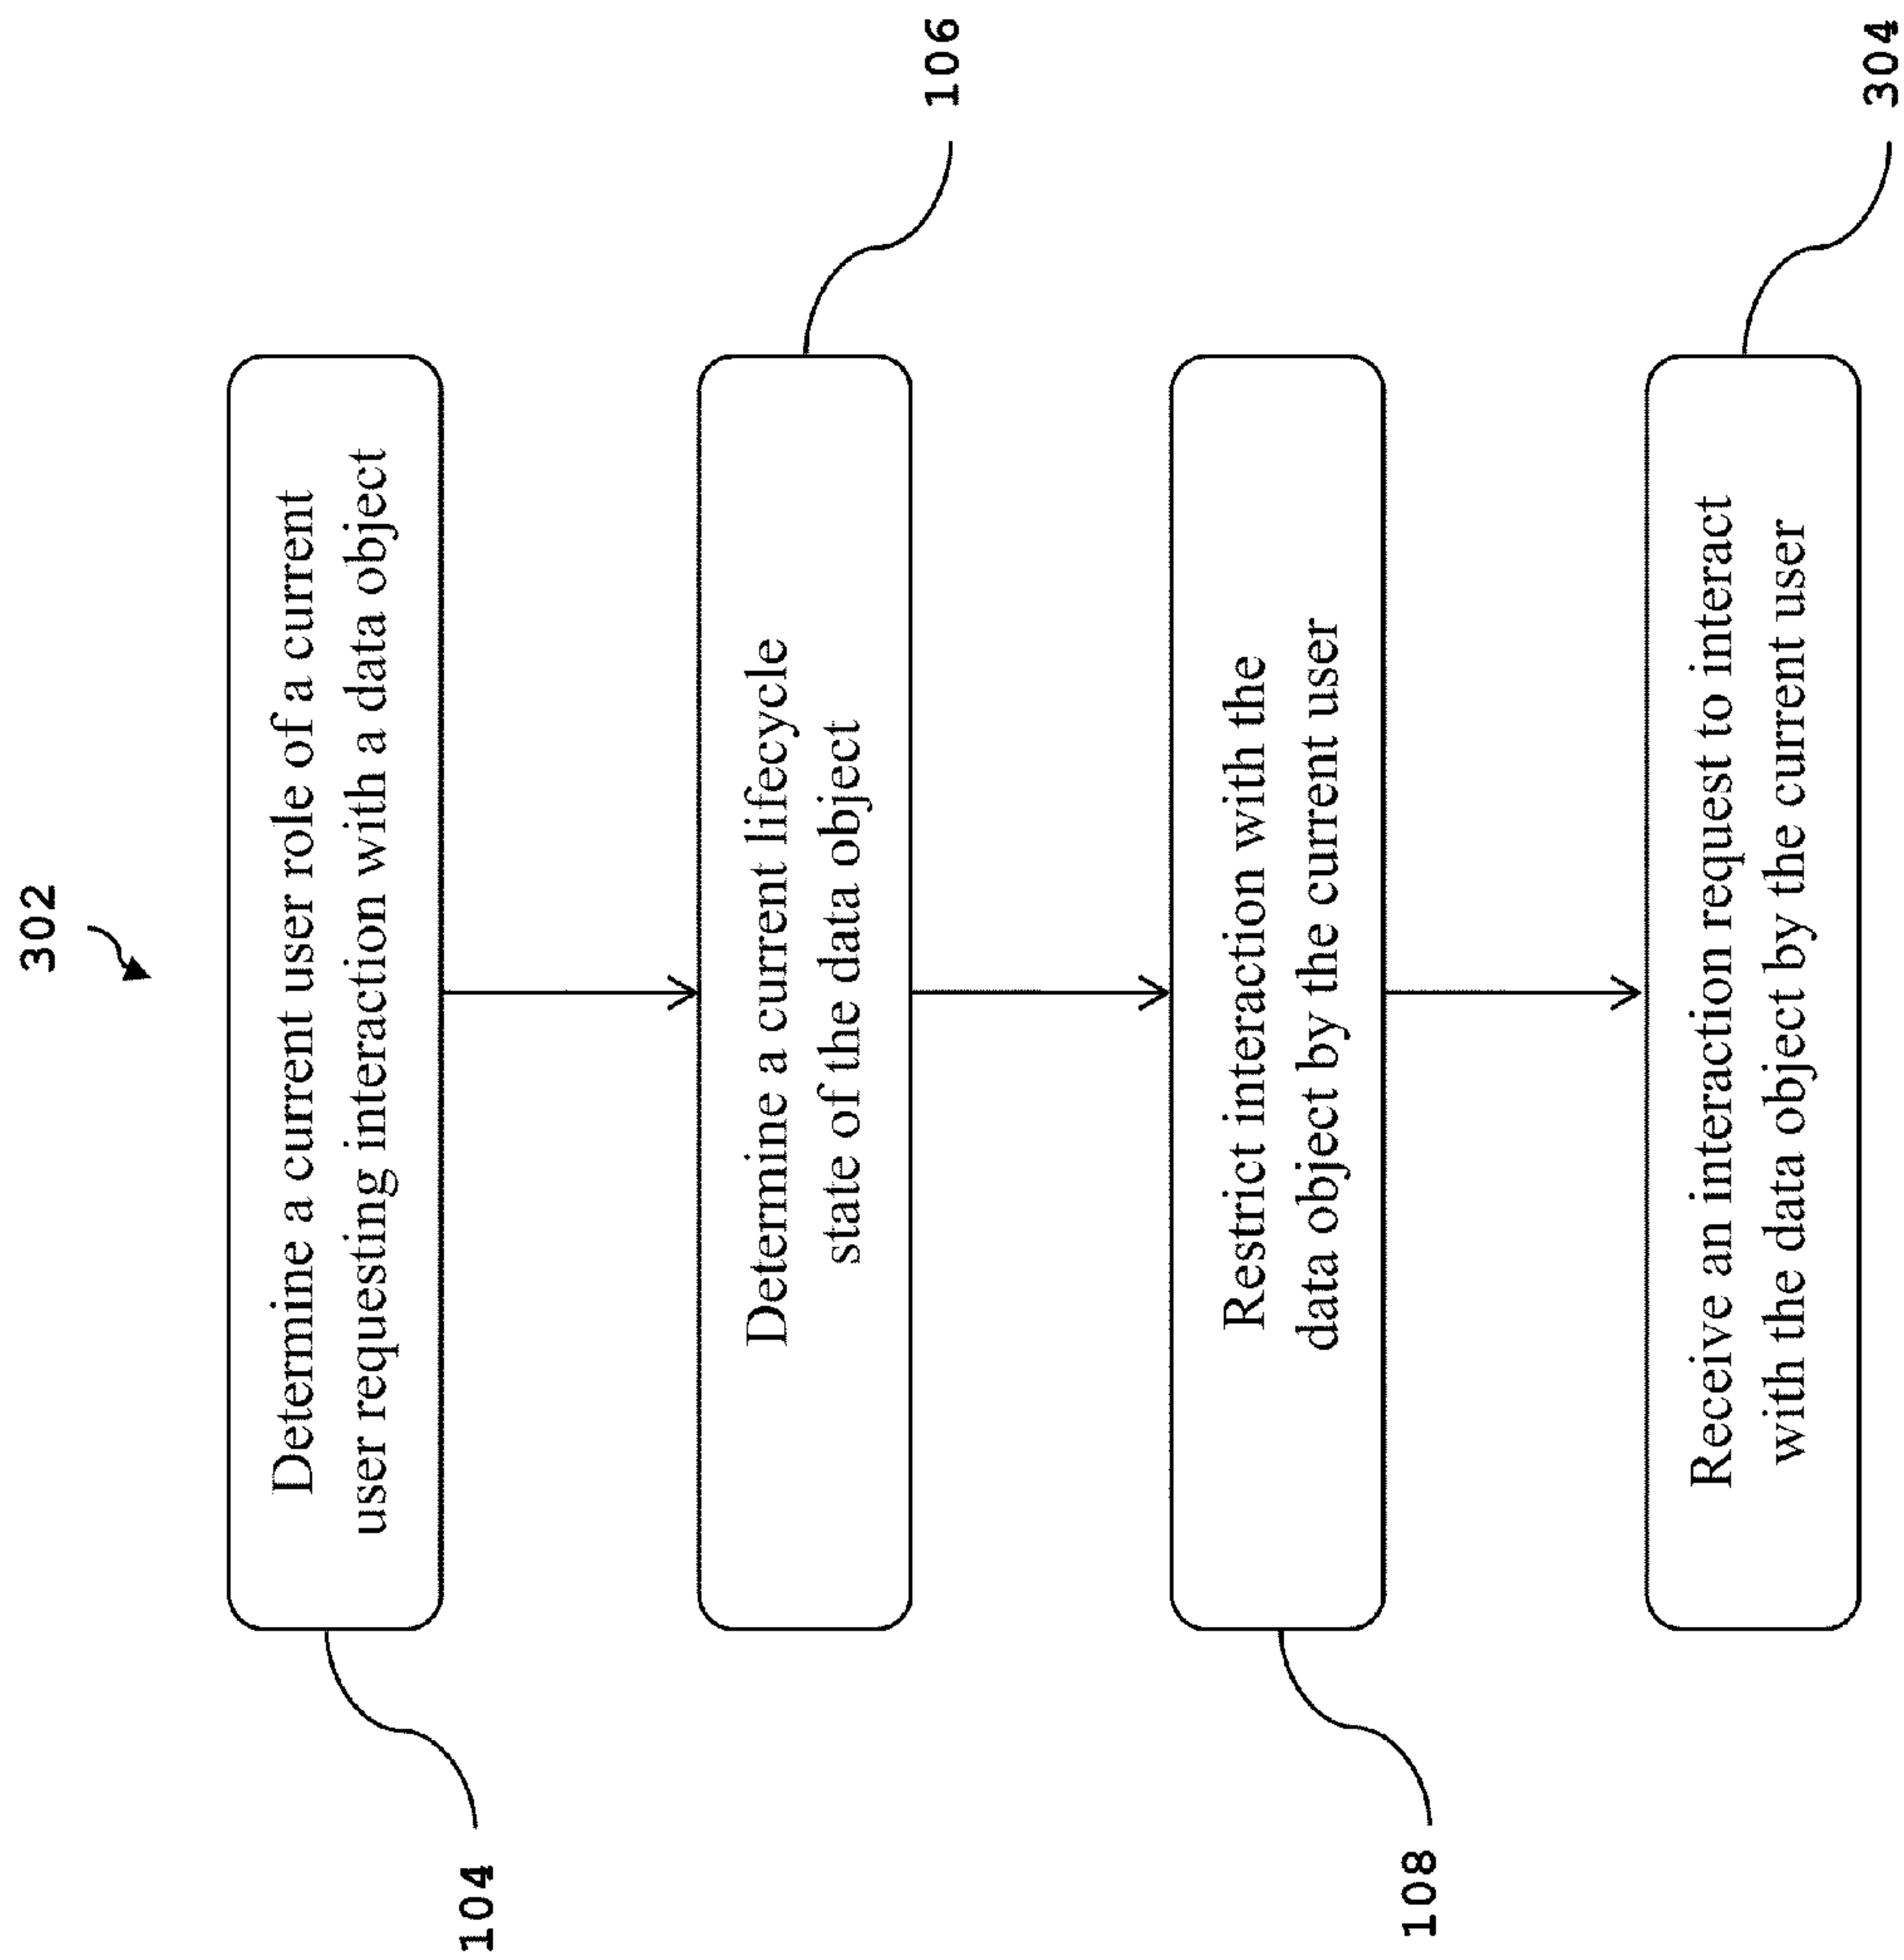 302
Determine a current user role of a current
user requesting interaction with a data object
104
Determine a current lifecycle
state of the data object
106
Restrict interaction with the
data object by the current user
108
Receive an interaction request to interact
with the data object by the current user
304